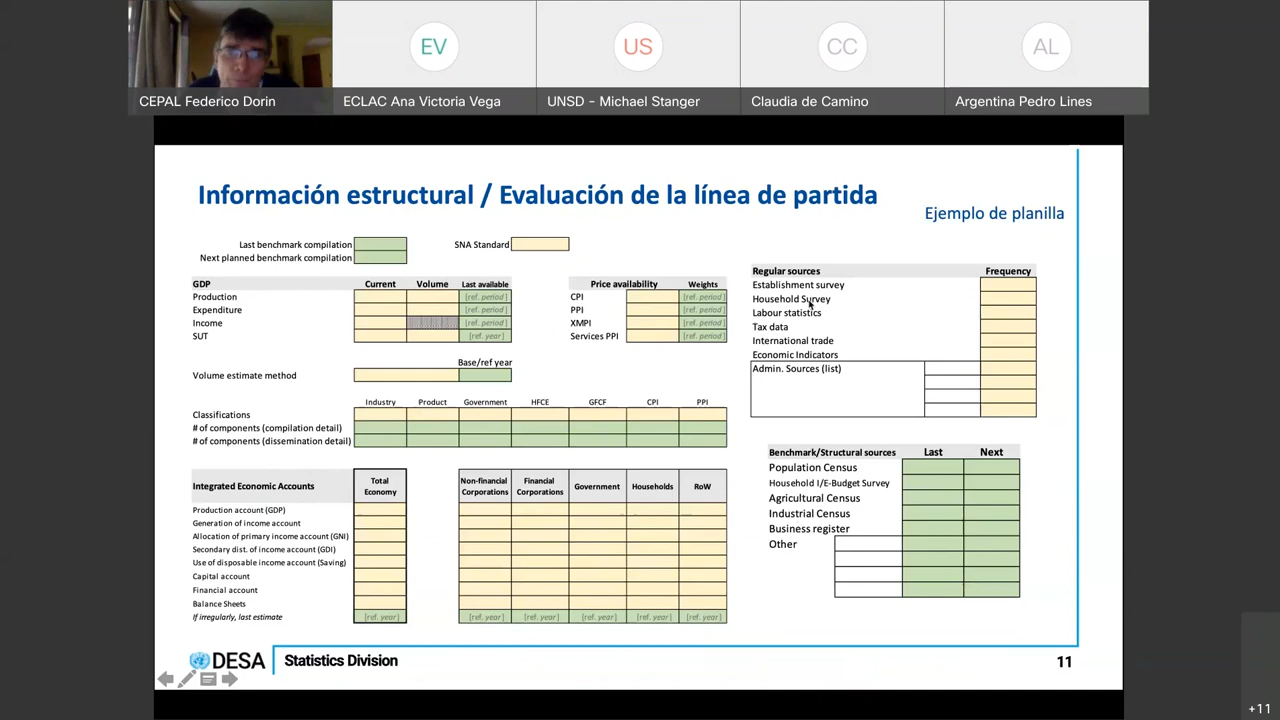 EV
US
CC
AL
CEPAL Federico Dorin
ECLAC Ana Victoria Vega
UNSD - Michael Stanger
Claudia de Camino
Argentina Pedro Lines
Información estructural / Evaluación de la línea de partida
Ejemplo de planilla
Last benchmark compilation
Next planned benchmark compilation
SNA Standard
GDP Current Volume Last available
Production [ref. period]
Expenditure [ref. period]
Income [ref. period]
SUT [ref. year]
Price availability Weights
CPI [ref. period]
PPI [ref. period]
XMPI [ref. period]
Services PPI [ref. period]
Base/ref year
Volume estimate method
Industry Product Government HFCE GFCF CPI PPI
Classifications
# of components (compilation detail)
# of components (dissemination detail)
Integrated Economic Accounts
Total
Economy
Non-financial
Corporations
Financial
Corporations
Government
Households
RoW
Production account (GDP)
Generation of income account
Allocation of primary income account (GNI)
Secondary dist. of income account (GDI)
Use of disposable income account (Saving)
Capital account
Financial account
Balance Sheets
If irregularly, last estimate [ref. year] [ref. year] [ref. year] [ref. year] [ref. year] [ref. year]
Regular sources Frequency
Establishment survey
Household Survey
Labour statistics
Tax data
International trade
Economic Indicators
Admin. Sources (list)
Benchmark/Structural sources Last Next
Population Census
Household I/E-Budget Survey
Agricultural Census
Industrial Census
Business register
Other
DESA
Statistics Division
11
+11